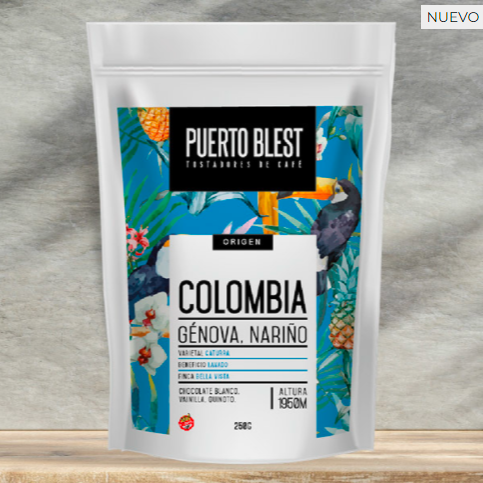 NUEVO
PUERTO BLEST
TOSTADORES DE CAFÉ
ORIGEN
COLOMBIA
GÉNOVA, NARIÑO
VARIETAL CATURRA
BENEFICIO LAVADO
FINCA BELLA VISTA
CHOCOLATE BLANCO,
VAINILLA, QUINOTO.
ALTURA
1950M
250G